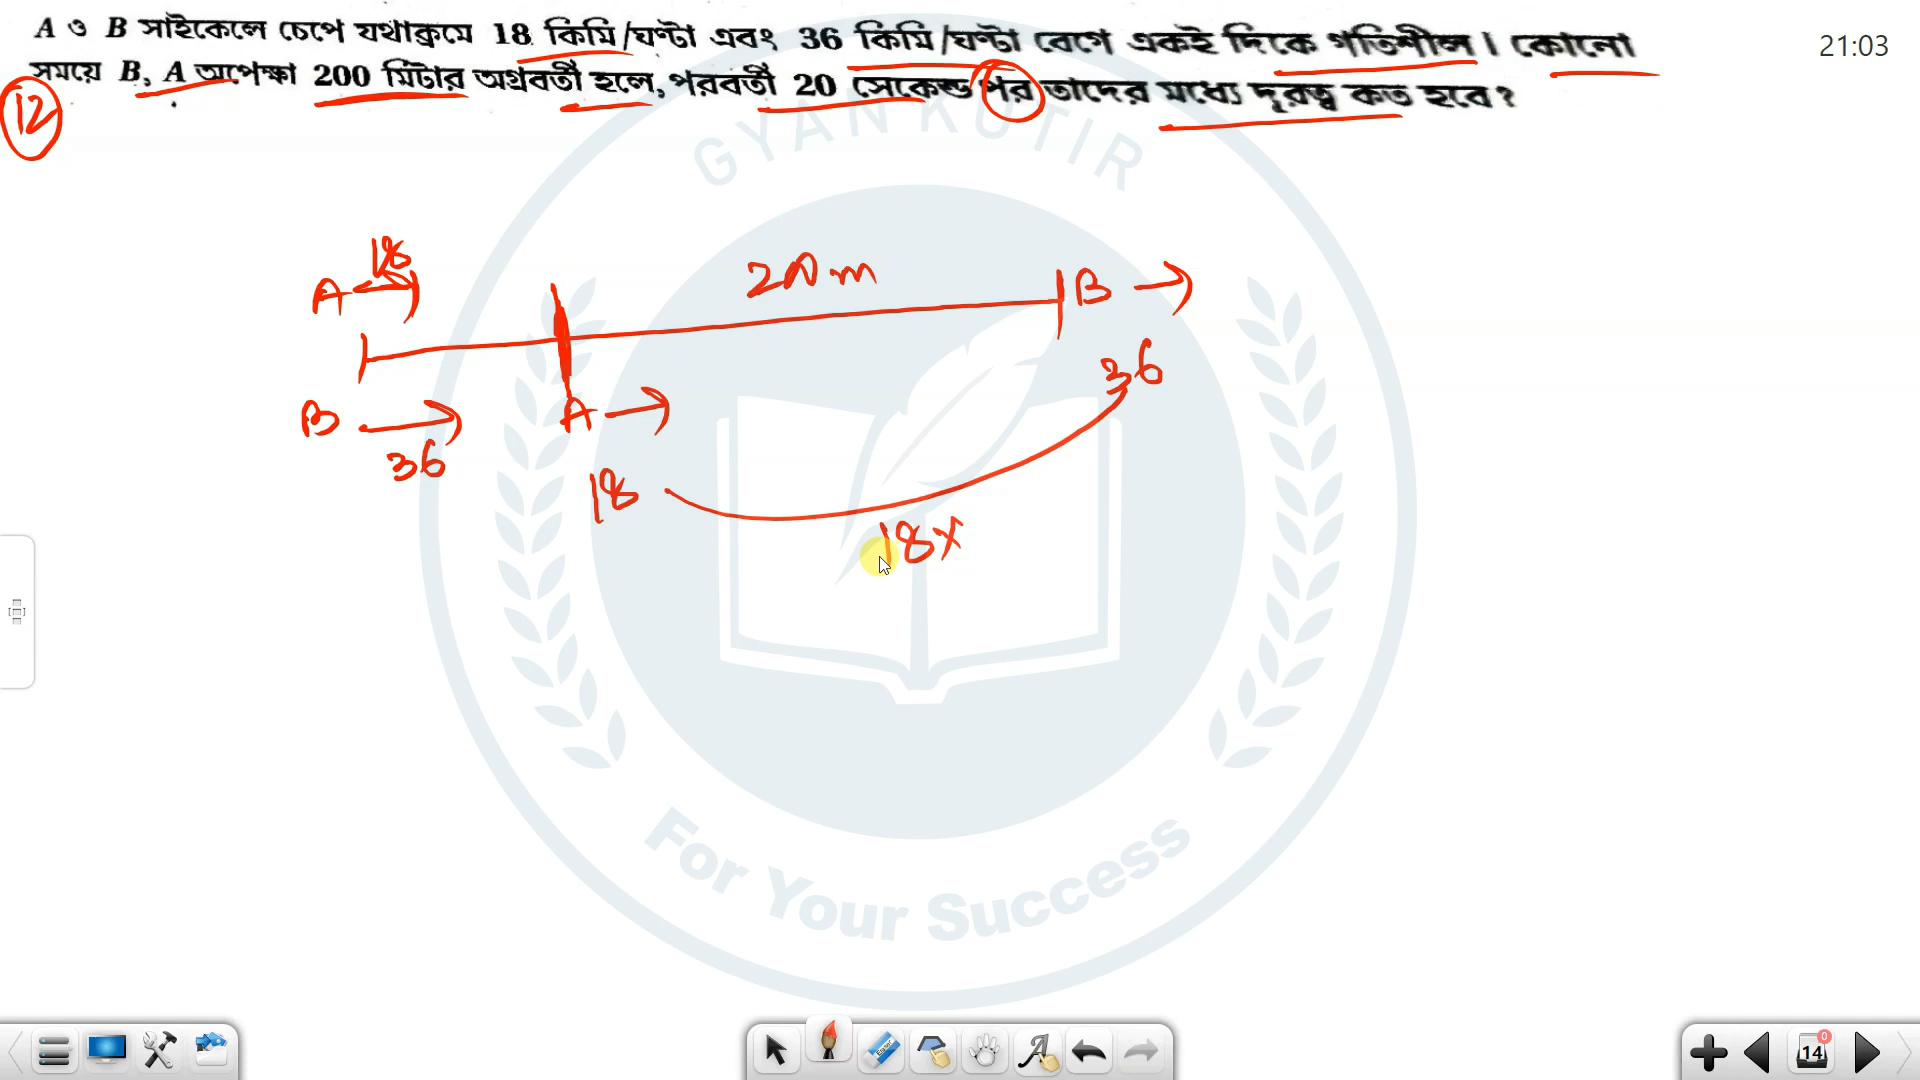 A ও B সাইকেলে চেপে যথাক্রমে 18 কিমি/ঘণ্টা এবং 36 কিমি/ঘণ্টা বেগে একই দিকে গতিশীল। কোনো
সময়ে B, A অপেক্ষা 200 মিটার অগ্রবর্তী হলে, পরবর্তী 20 সেকেন্ড পর তাদের মধ্যে দূরত্ব কত হবে?
21:03
12
GYAN KUTIR
18
A
200 m
B
36
B
36
A
18
18x
For Your Success
Eraser
A
14
0